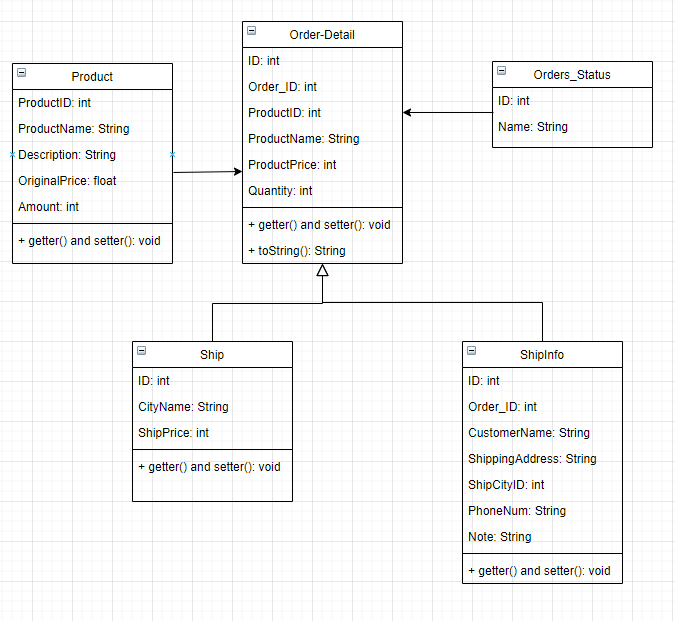 Product
ProductID: int
ProductName: String
Description: String
OriginalPrice: float
Amount: int
+ getter() and setter(): void
Order-Detail
ID: int
Order_ID: int
ProductID: int
ProductName: String
ProductPrice: int
Quantity: int
+ getter() and setter(): void
+ toString(): String
Orders_Status
ID: int
Name: String
Ship
ID: int
CityName: String
ShipPrice: int
+ getter() and setter(): void
ShipInfo
ID: int
Order_ID: int
CustomerName: String
ShippingAddress: String
ShipCityID: int
PhoneNum: String
Note: String
+ getter() and setter(): void